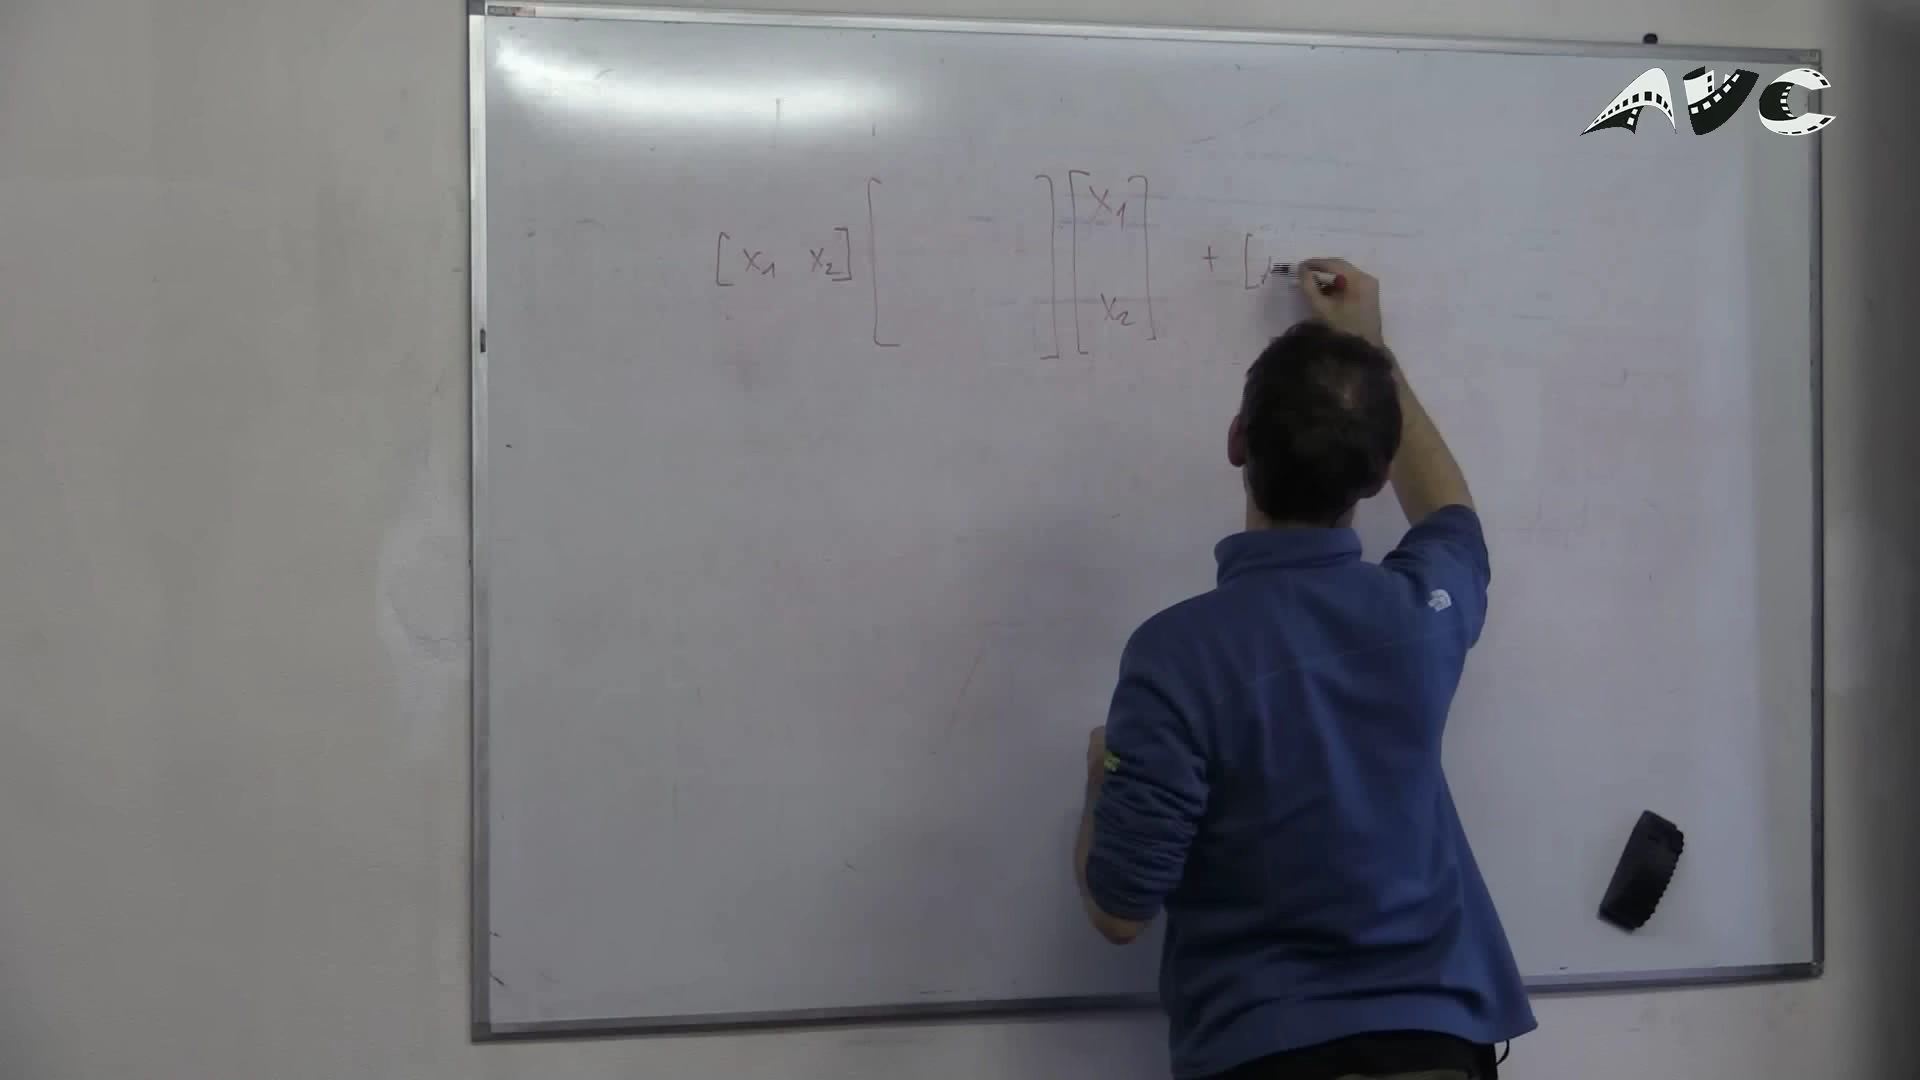 AVC
[x₁ x₂] [ ] [x₁ x₂] + [